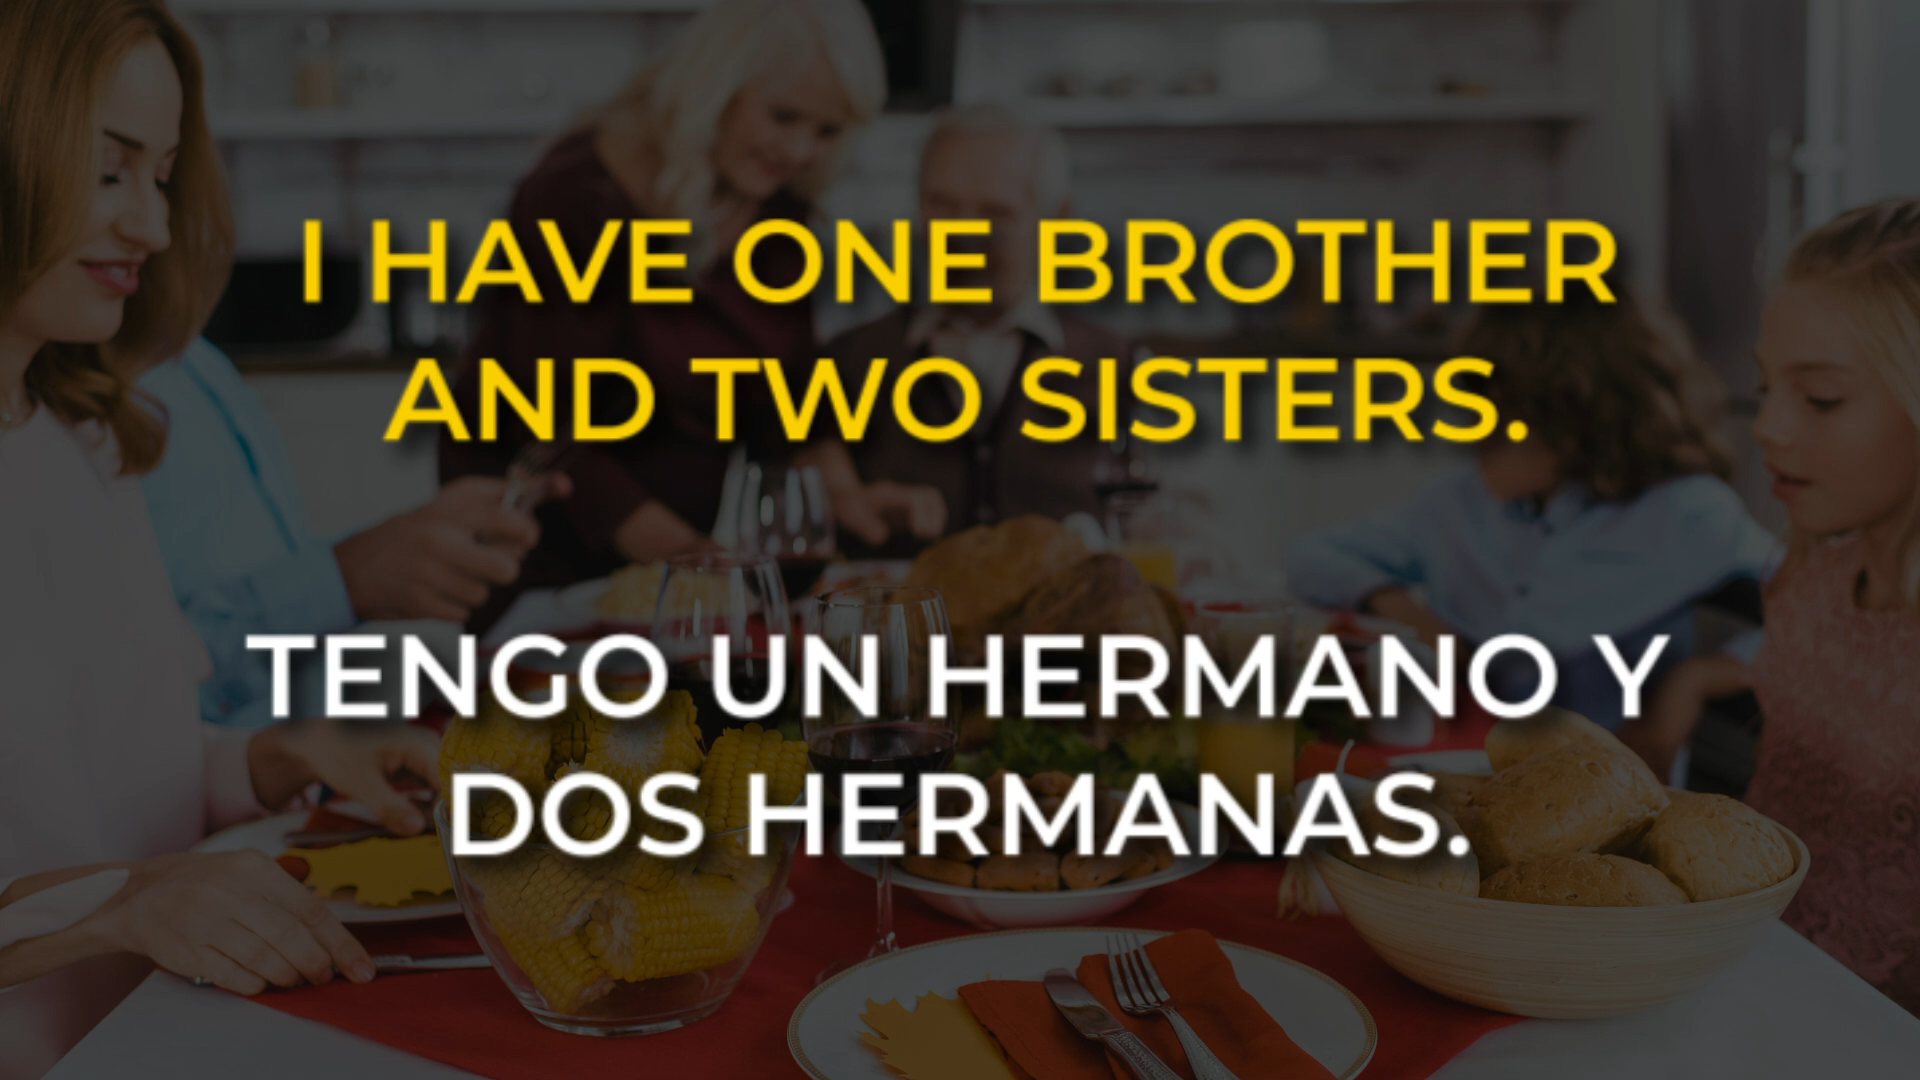 I HAVE ONE BROTHER
AND TWO SISTERS.
TENGO UN HERMANO Y
DOS HERMANAS.